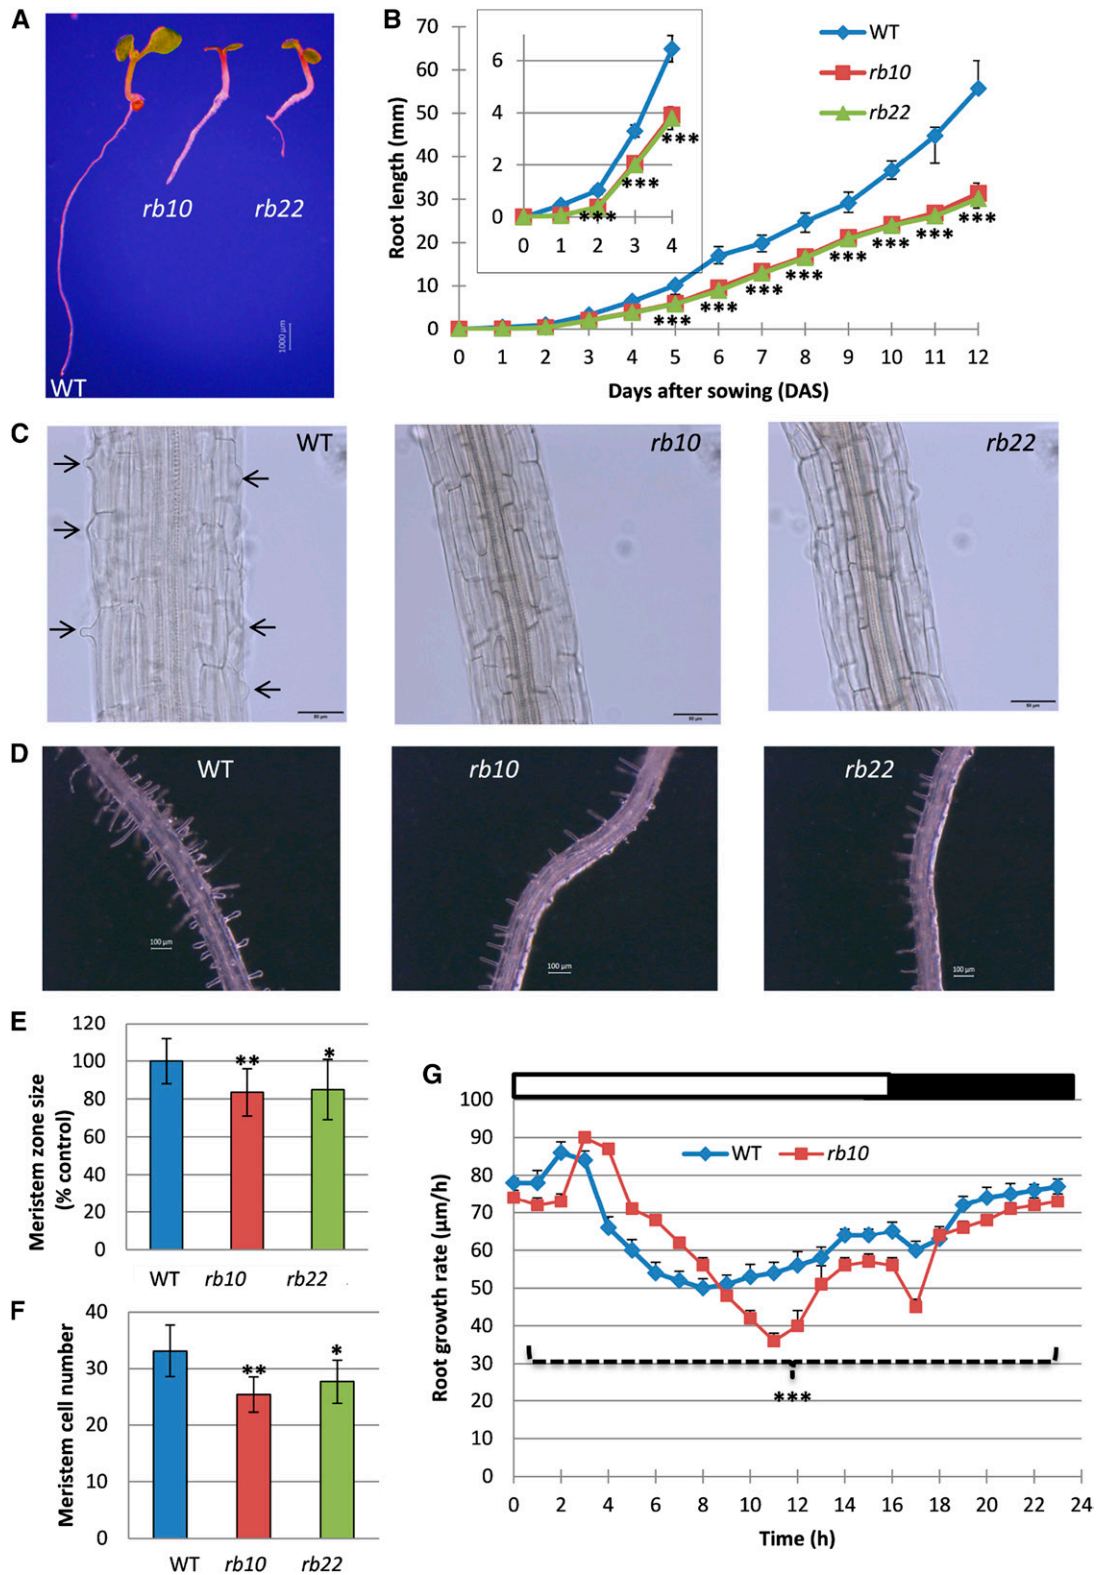 A
WT
rb10
rb22
1000 µm
B
Root length (mm)
70
60
50
40
30
20
10
0
6
4
2
0
0 1 2 3 4
***
***
***
WT
rb10
rb22
*** *** *** *** *** *** *** ***
0 1 2 3 4 5 6 7 8 9 10 11 12
Days after sowing (DAS)
C
WT
rb10
rb22
D
WT
100 µm
rb10
100 µm
rb22
100 µm
E
Meristem zone size
(% control)
120
100
80
60
40
20
0
** *
WT rb10 rb22
F
Meristem cell number
40
30
20
10
0
** *
WT rb10 rb22
G
Root growth rate (µm/h)
100
90
80
70
60
50
40
30
20
10
0
WT rb10
***
0 2 4 6 8 10 12 14 16 18 20 22 24
Time (h)